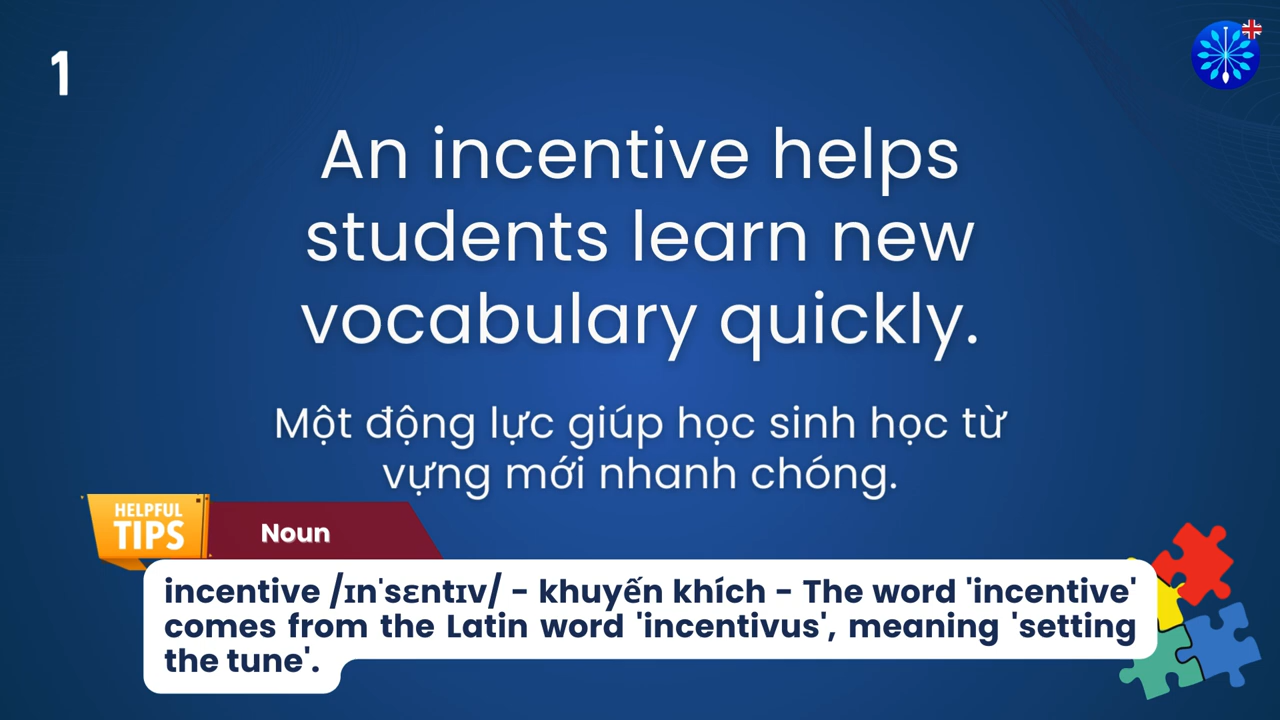 1
An incentive helps
students learn new
vocabulary quickly.
Một động lực giúp học sinh học từ
vựng mới nhanh chóng.
HELPFUL
TIPS
Noun
incentive /ɪnˈsɛntɪv/ - khuyến khích - The word 'incentive'
comes from the Latin word 'incentivus', meaning 'setting
the tune'.